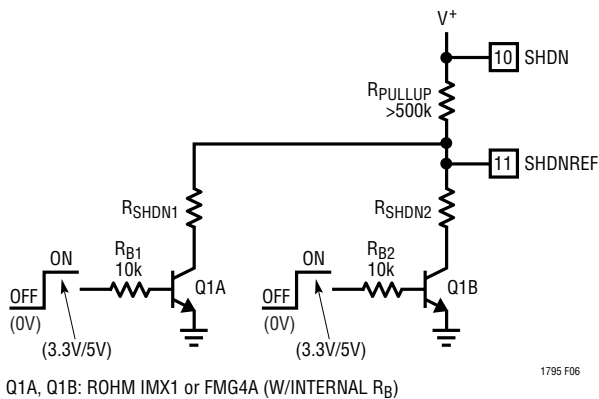 V+
10 SHDN
RPULLUP
>500k
11 SHDNREF
RSHDN1
RSHDN2
ON
RB1
10k
Q1A
OFF
(0V)
(3.3V/5V)
ON
RB2
10k
Q1B
OFF
(0V)
(3.3V/5V)
1795 F06
Q1A, Q1B: ROHM IMX1 or FMG4A (W/INTERNAL RB)